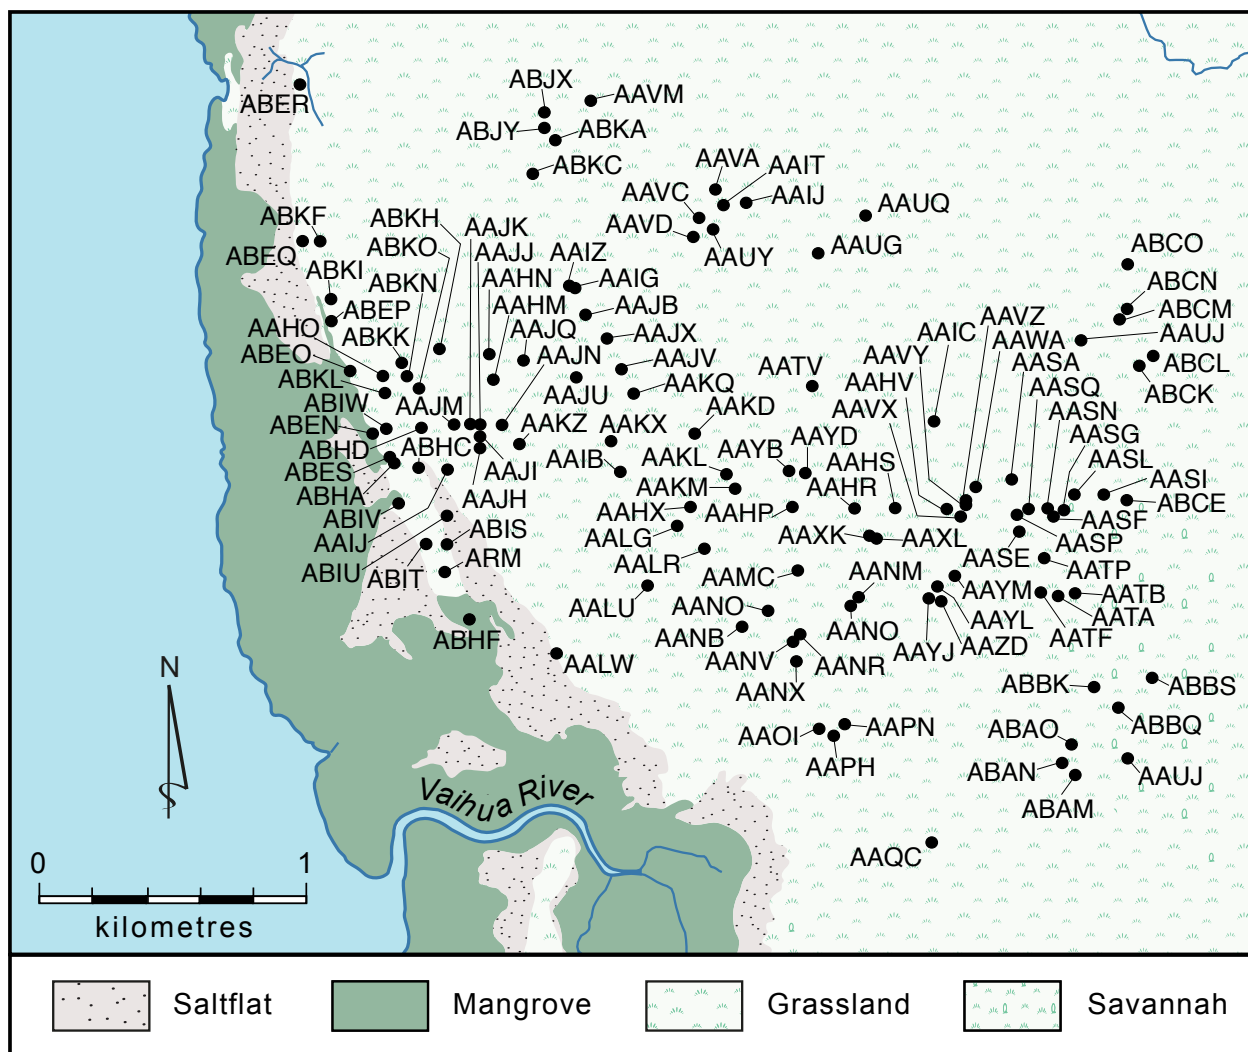 ABJX
AAVM
ABER
ABJY
ABKA
AAVA
AAIT
ABKC
AAVC
AAIJ
AAUQ
ABKF
ABKH
AAJK
AAVD
AAUY
AAUG
ABCO
ABEQ
ABKO
AAJJ
AAIZ
ABKI
ABKN
AAHN
AAIG
ABCN
ABEP
AAHM
AAJB
ABCM
AAHO
ABKK
AAJQ
AAJX
AAVZ
AAUJ
ABEO
AAJN
AAJV
AAIC
AAWA
ABCL
ABKL
AAJU
AATV
AAVY
AASA
ABCK
ABIW
AAJM
AAKQ
AAHV
AASQ
ABEN
AAKZ
AAKX
AAKD
AAVX
AASN
ABHD
ABHC
AAYB
AAYD
AASG
ABES
AAJI
AAIB
AAKL
AAHS
AASL
ABHA
AAJH
AAKM
AAHR
AASI
ABIV
AAHX
AAHP
ABCE
AAIJ
ABIS
AALG
AAXK
AAXL
AASF
ABIU
ABIT
ARM
AALR
AASE
AASP
AAMC
AANM
AATP
AALU
AANO
AAYM
AATB
ABHF
AANB
AANO
AAYL
AATA
AALW
AANV
AANR
AAYJ
AAZD
AATF
AANX
ABBK
ABBS
AAOI
AAPN
ABAO
ABBQ
AAPH
ABAN
AAUJ
ABAM
AAQC
N
Vaihua River
0 1
kilometres
Saltflat
Mangrove
Grassland
Savannah